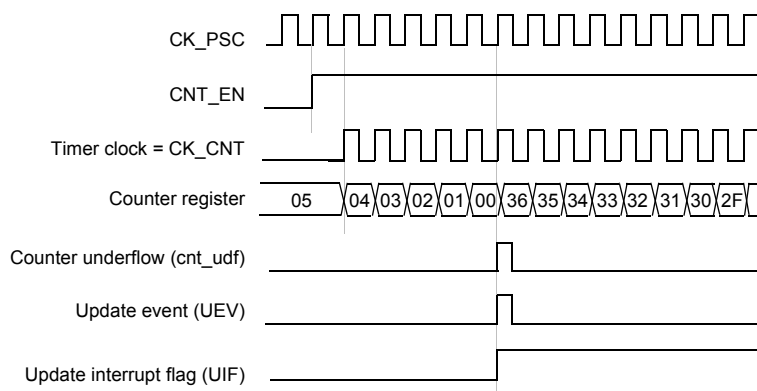 CK_PSC
CNT_EN
Timer clock = CK_CNT
Counter register 05 04 03 02 01 00 36 35 34 33 32 31 30 2F
Counter underflow (cnt_udf)
Update event (UEV)
Update interrupt flag (UIF)